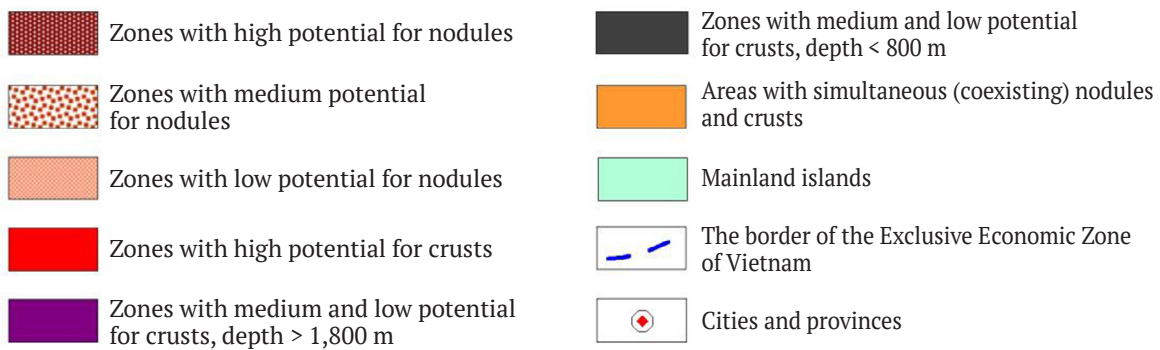 Zones with high potential for nodules
Zones with medium potential
for nodules
Zones with low potential for nodules
Zones with high potential for crusts
Zones with medium and low potential
for crusts, depth > 1,800 m
Zones with medium and low potential
for crusts, depth < 800 m
Areas with simultaneous (coexisting) nodules
and crusts
Mainland islands
The border of the Exclusive Economic Zone
of Vietnam
Cities and provinces